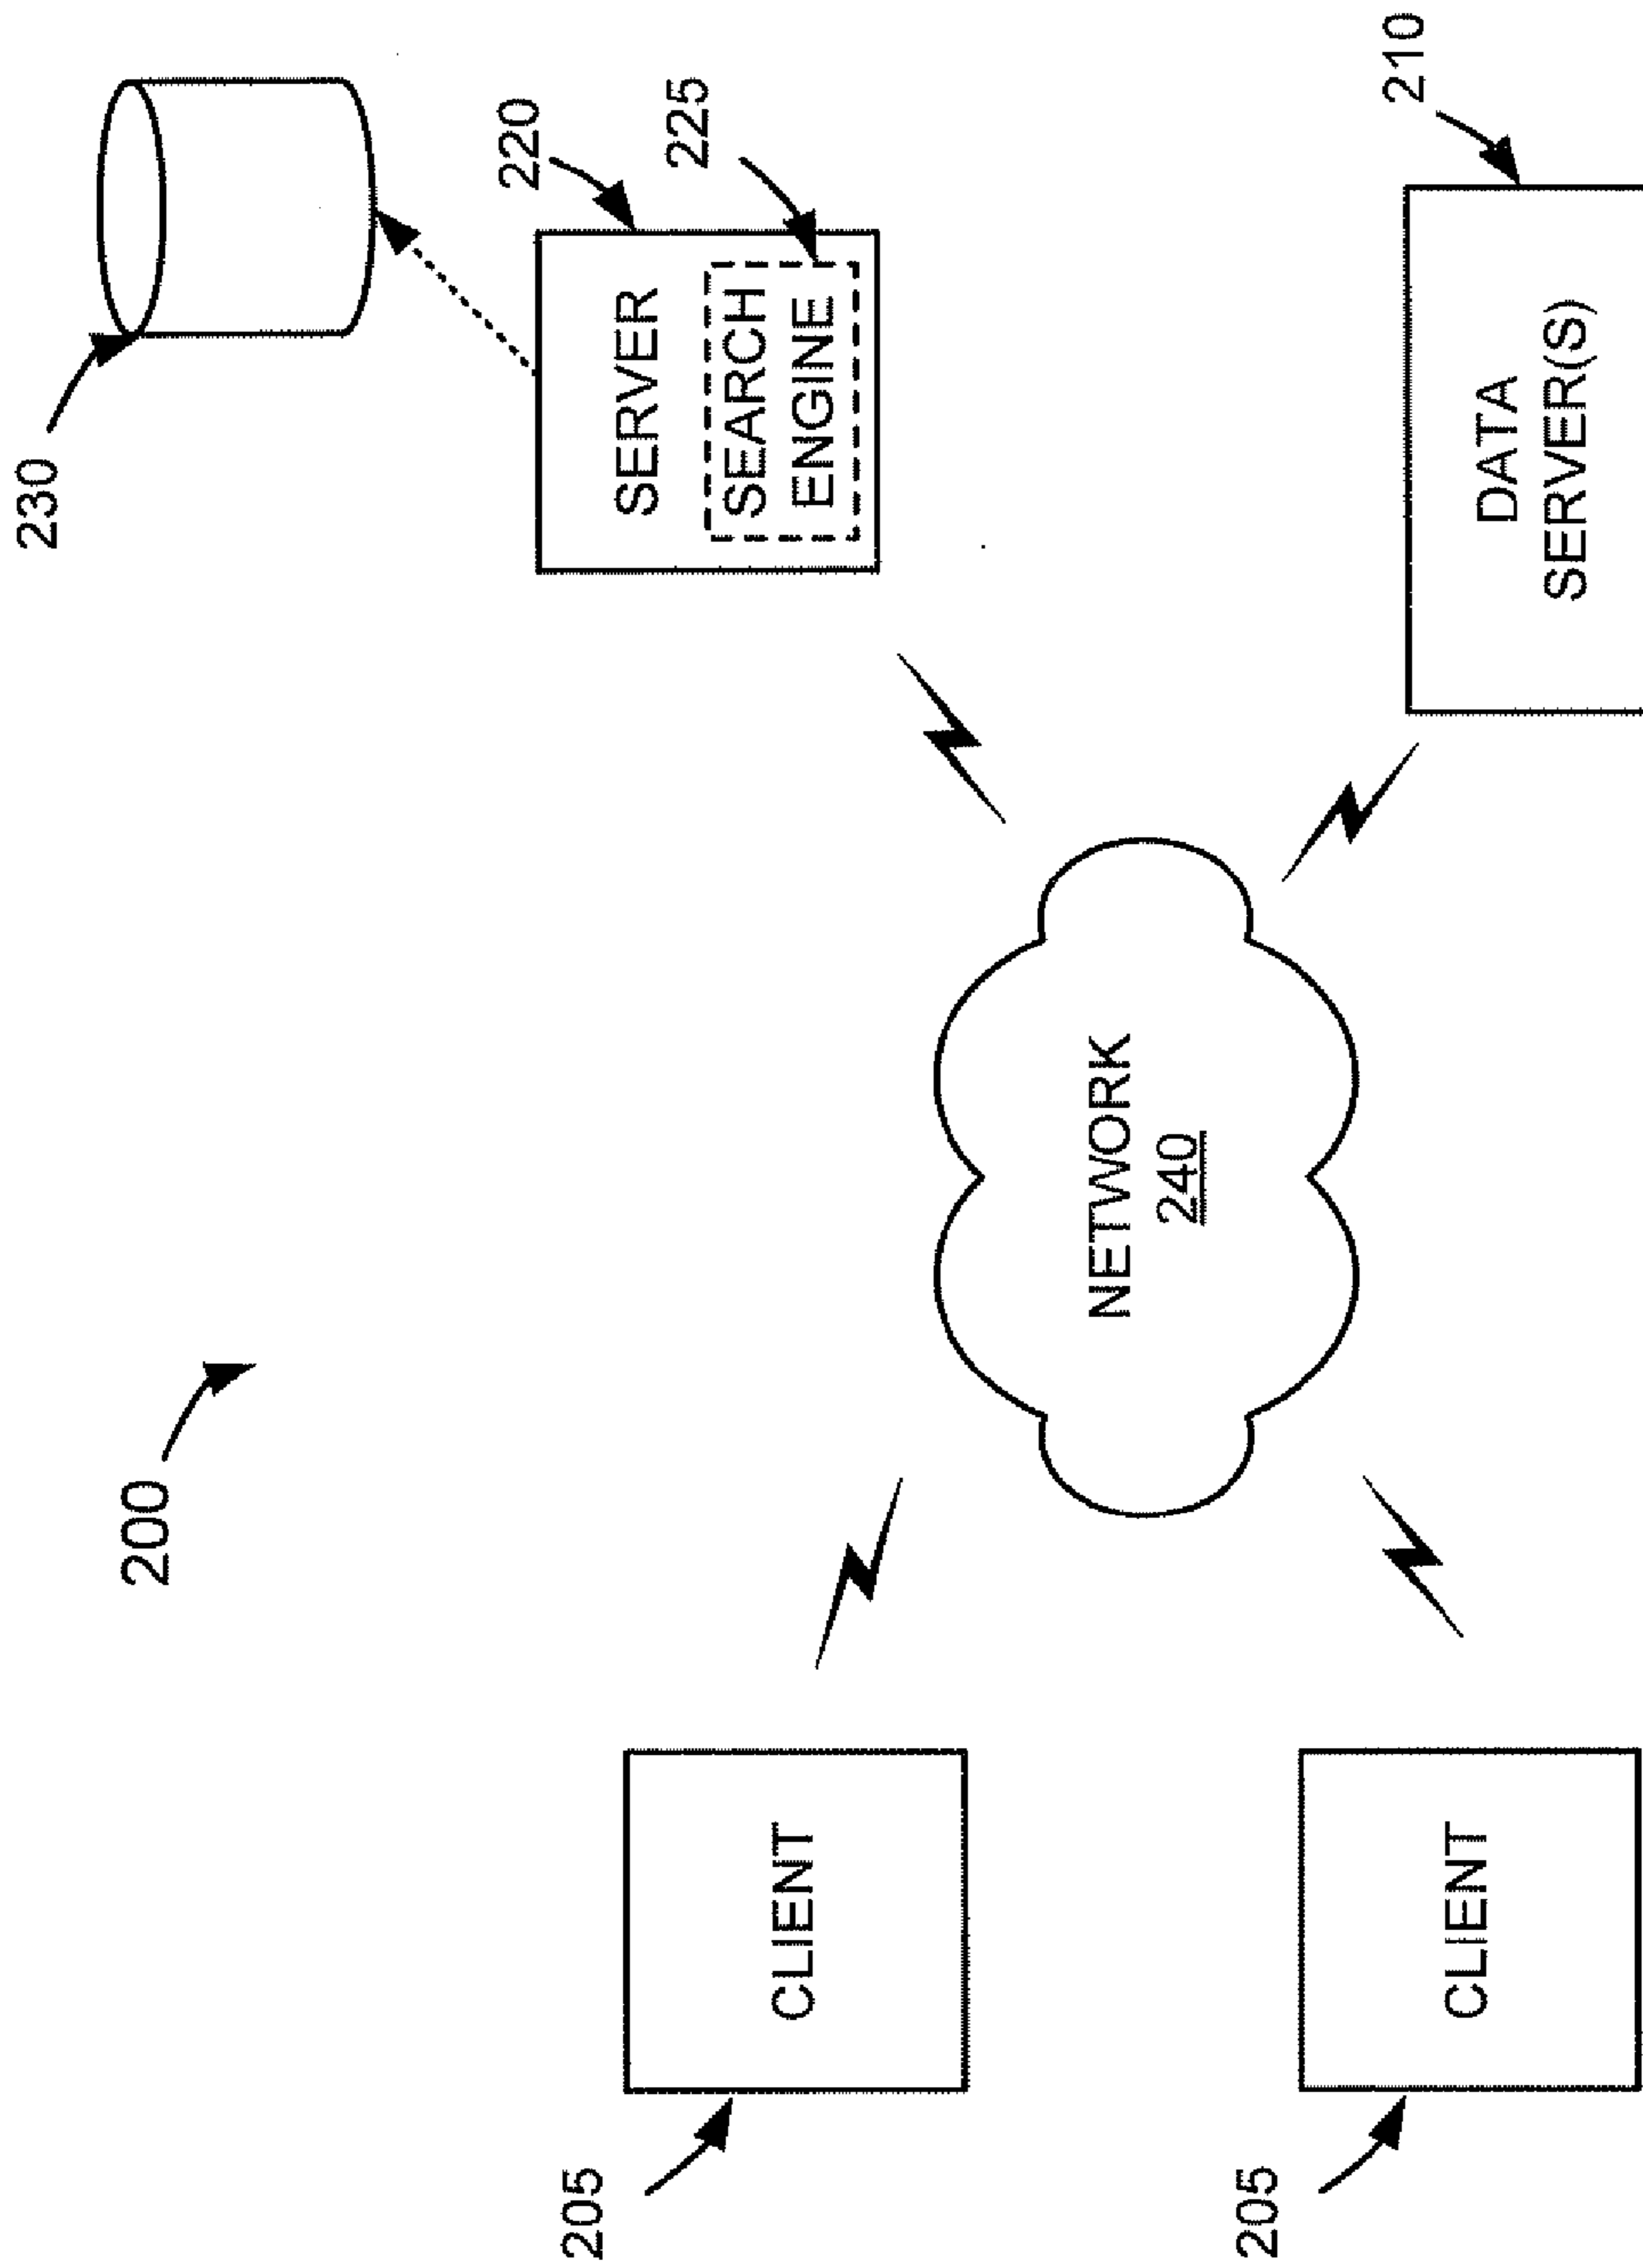 200
230
220
225
SERVER
SEARCH
ENGINE
205
CLIENT
NETWORK
240
210
DATA
SERVER(S)
205
CLIENT